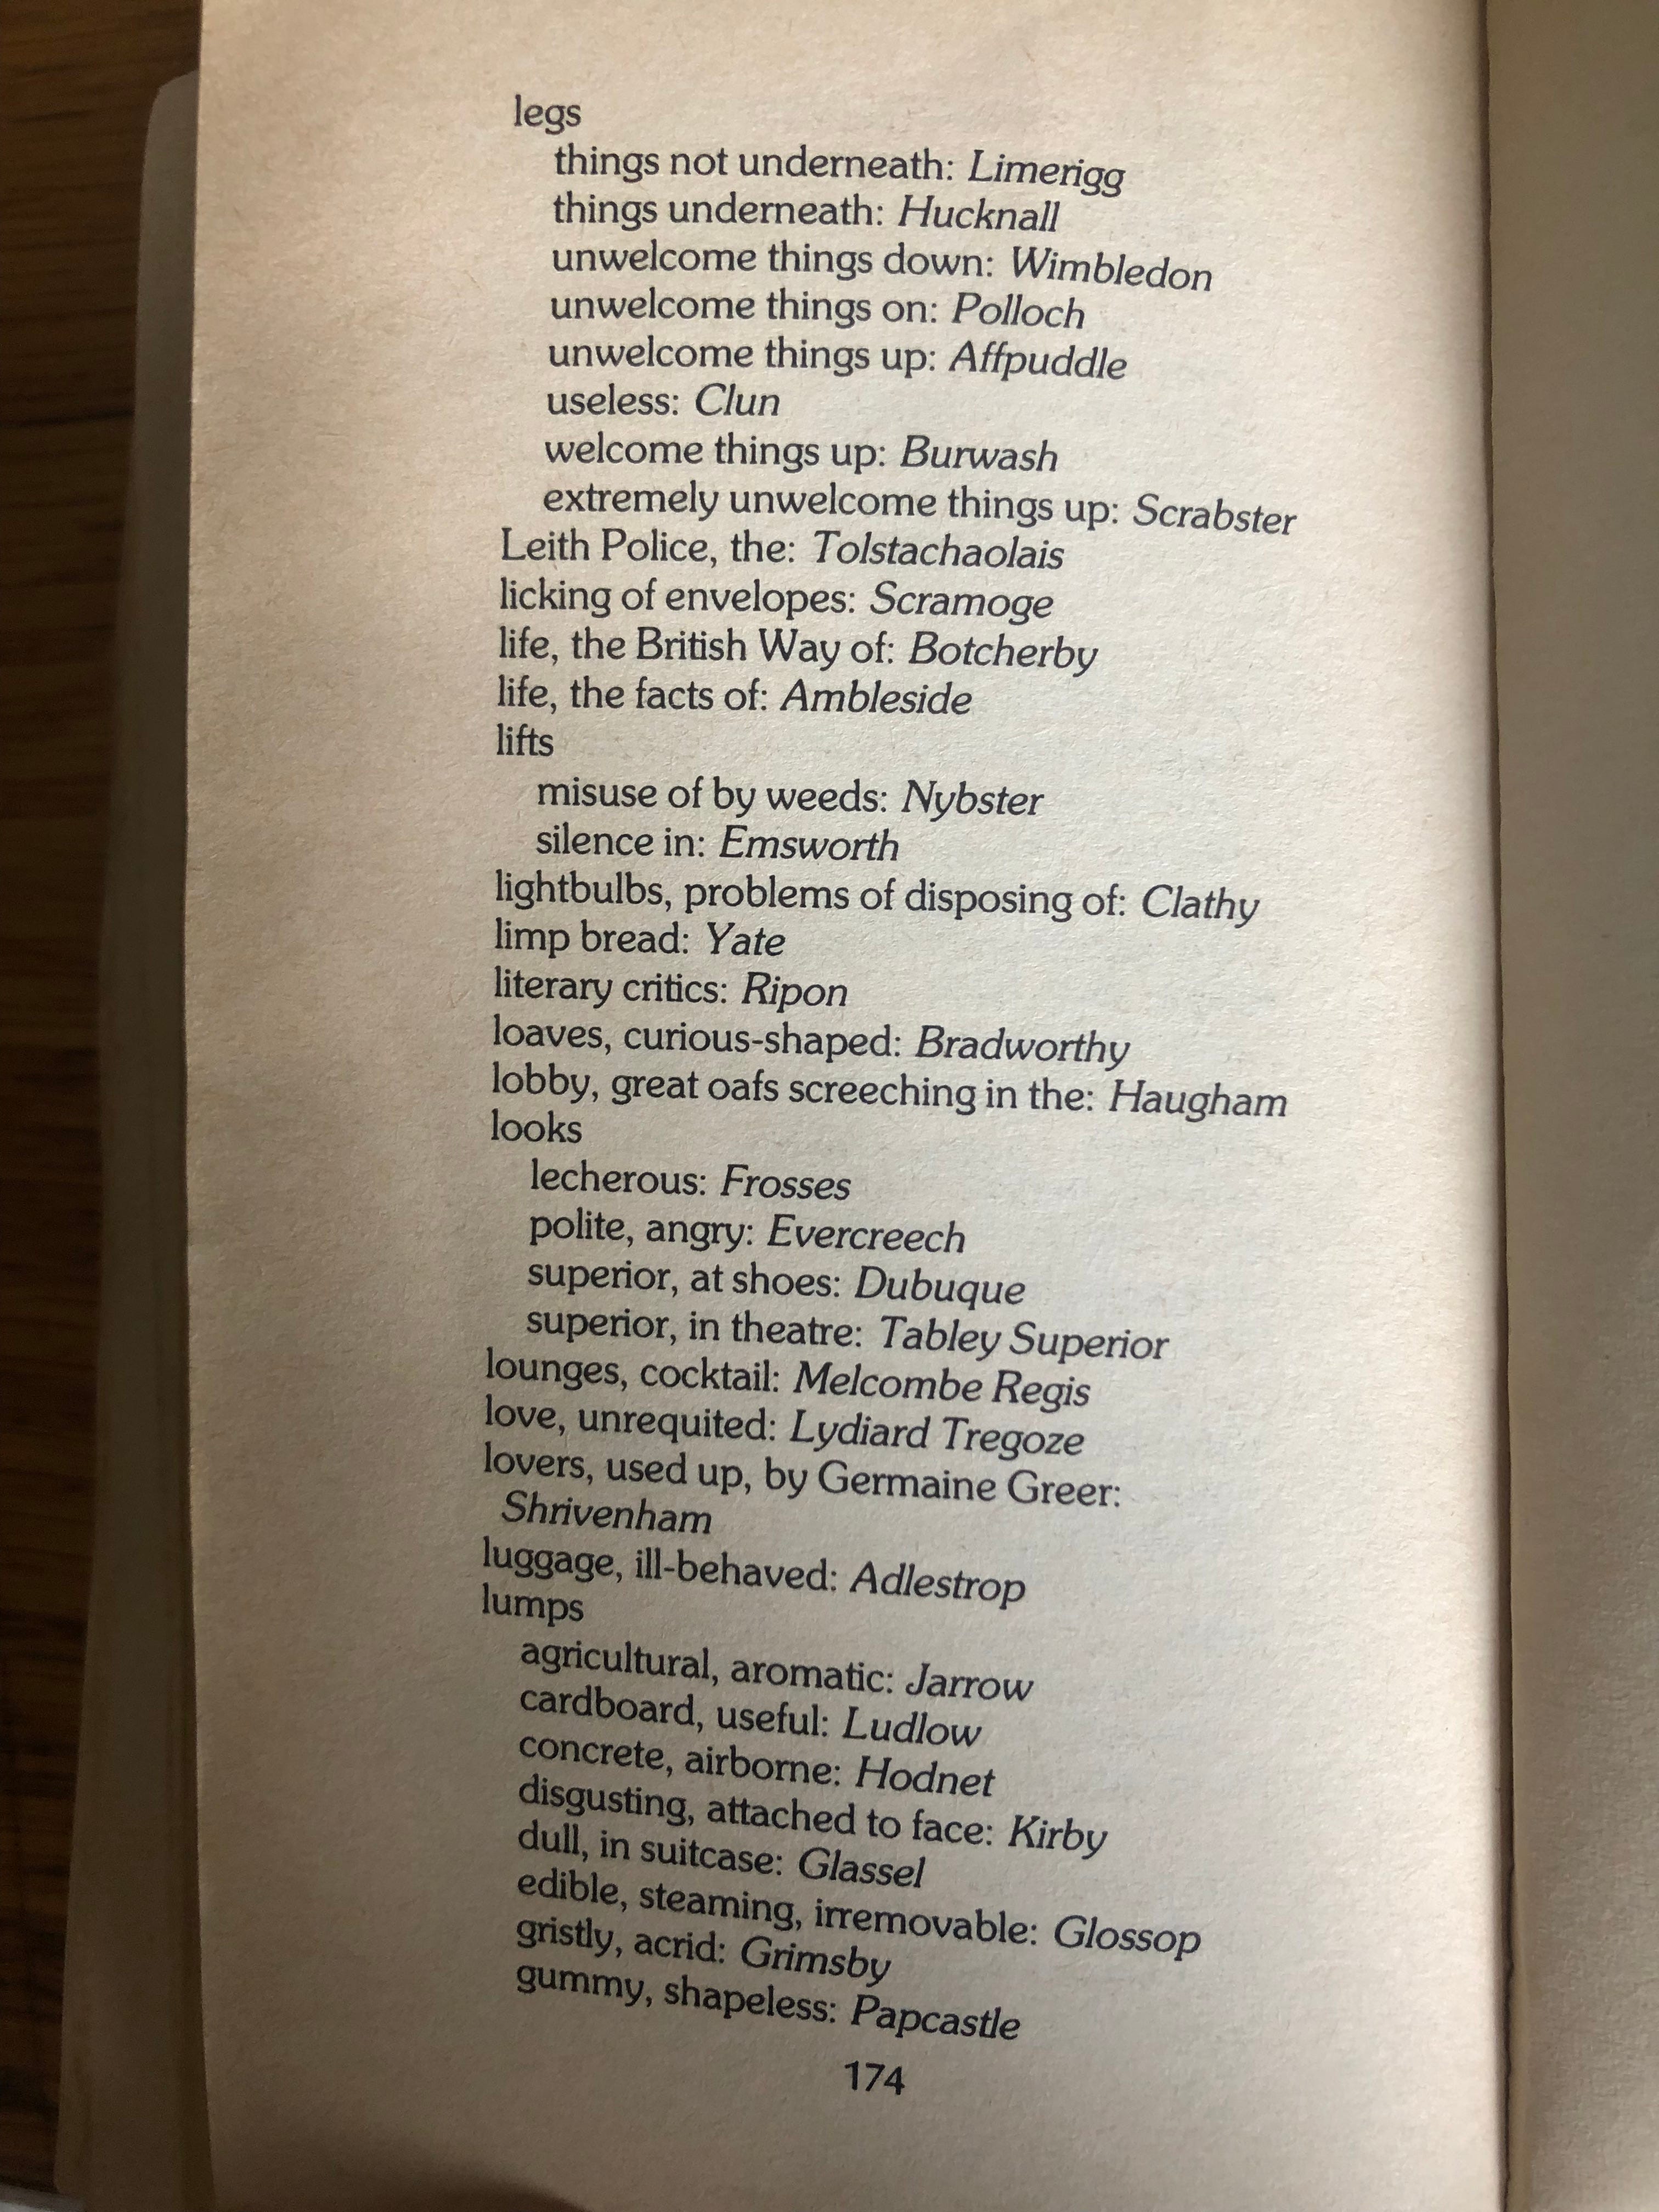 legs
things not underneath: Limerigg
things underneath: Hucknall
unwelcome things down: Wimbledon
unwelcome things on: Polloch
unwelcome things up: Affpuddle
useless: Clun
welcome things up: Burwash
extremely unwelcome things up: Scrabster
Leith Police, the: Tolstachaolais
licking of envelopes: Scramoge
life, the British Way of: Botcherby
life, the facts of: Ambleside
lifts
misuse of by weeds: Nybster
silence in: Emsworth
lightbulbs, problems of disposing of: Clathy
limp bread: Yate
literary critics: Ripon
loaves, curious-shaped: Bradworthy
lobby, great oafs screeching in the: Haugham
looks
lecherous: Frosses
polite, angry: Evercreech
superior, at shoes: Dubuque
superior, in theatre: Tabley Superior
lounges, cocktail: Melcombe Regis
love, unrequited: Lydiard Tregoze
lovers, used up, by Germaine Greer:
Shrivenham
luggage, ill-behaved: Adlestrop
lumps
agricultural, aromatic: Jarrow
cardboard, useful: Ludlow
concrete, airborne: Hodnet
disgusting, attached to face: Kirby
dull, in suitcase: Glassel
edible, steaming, irremovable: Glossop
gristly, acrid: Grimsby
gummy, shapeless: Papcastle
174